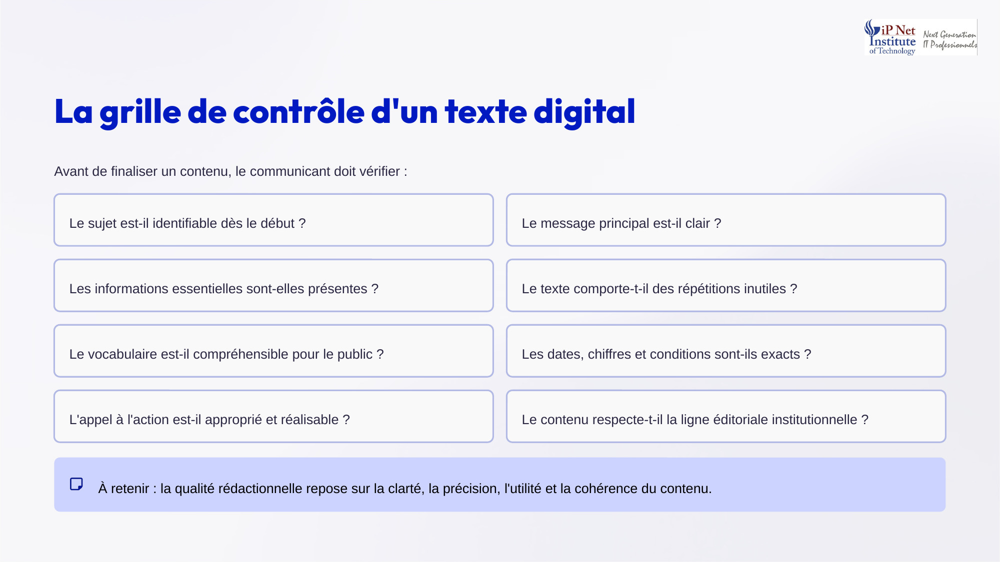 iP Net
Institute
of Technology
Next Generation
IT Professionnels
La grille de contrôle d'un texte digital
Avant de finaliser un contenu, le communicant doit vérifier :
Le sujet est-il identifiable dès le début ?
Le message principal est-il clair ?
Les informations essentielles sont-elles présentes ?
Le texte comporte-t-il des répétitions inutiles ?
Le vocabulaire est-il compréhensible pour le public ?
Les dates, chiffres et conditions sont-ils exacts ?
L'appel à l'action est-il approprié et réalisable ?
Le contenu respecte-t-il la ligne éditoriale institutionnelle ?
À retenir : la qualité rédactionnelle repose sur la clarté, la précision, l'utilité et la cohérence du contenu.